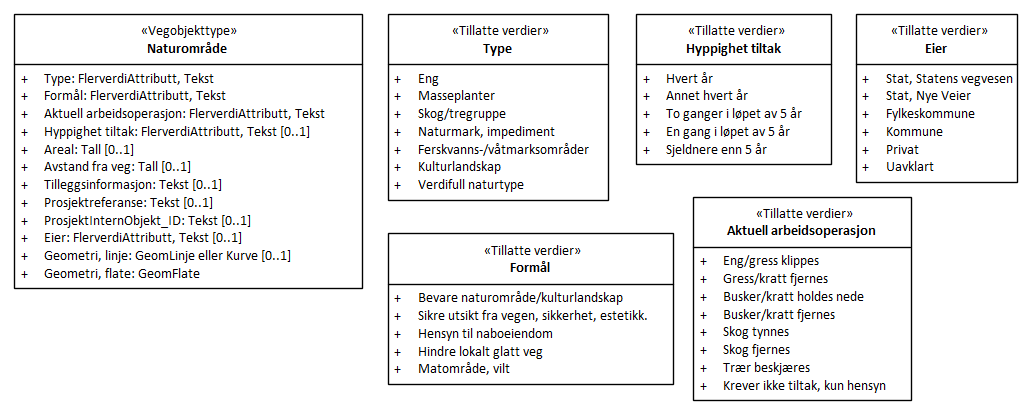 «Vegobjekttype»
Naturområde
+ Type: FlerverdiAttributt, Tekst
+ Formål: FlerverdiAttributt, Tekst
+ Aktuell arbeidsoperasjon: FlerverdiAttributt, Tekst
+ Hyppighet tiltak: FlerverdiAttributt, Tekst [0..1]
+ Areal: Tall [0..1]
+ Avstand fra veg: Tall [0..1]
+ Tilleggsinformasjon: Tekst [0..1]
+ Prosjektreferanse: Tekst [0..1]
+ ProsjektInternObjekt_ID: Tekst [0..1]
+ Eier: FlerverdiAttributt, Tekst [0..1]
+ Geometri, linje: GeomLinje eller Kurve [0..1]
+ Geometri, flate: GeomFlate
«Tillatte verdier»
Type
+ Eng
+ Masseplanter
+ Skog/tregruppe
+ Naturmark, impediment
+ Ferskvanns-/våtmarksområder
+ Kulturlandskap
+ Verdifull naturtype
«Tillatte verdier»
Hyppighet tiltak
+ Hvert år
+ Annet hvert år
+ To ganger i løpet av 5 år
+ En gang i løpet av 5 år
+ Sjeldnere enn 5 år
«Tillatte verdier»
Eier
+ Stat, Statens vegvesen
+ Stat, Nye Veier
+ Fylkeskommune
+ Kommune
+ Privat
+ Uavklart
«Tillatte verdier»
Formål
+ Bevare naturområde/kulturlandskap
+ Sikre utsikt fra vegen, sikkerhet, estetikk.
+ Hensyn til naboeiendom
+ Hindre lokalt glatt veg
+ Matområde, vilt
«Tillatte verdier»
Aktuell arbeidsoperasjon
+ Eng/gress klippes
+ Gress/kratt fjernes
+ Busker/kratt holdes nede
+ Busker/kratt fjernes
+ Skog tynnes
+ Skog fjernes
+ Trær beskjæres
+ Krever ikke tiltak, kun hensyn